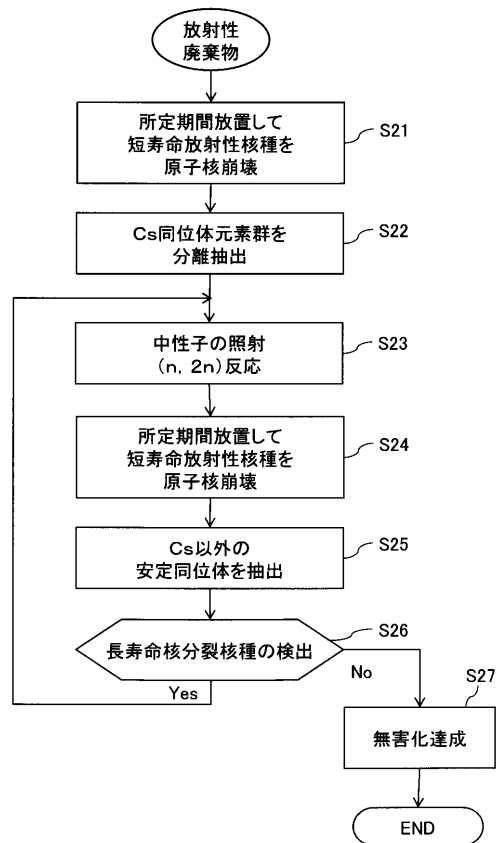 放射性
廃棄物
所定期間放置して
短寿命放射性核種を
原子核崩壊
S21
Cs同位体元素群を
分離抽出
S22
中性子の照射
(n, 2n)反応
S23
所定期間放置して
短寿命放射性核種を
原子核崩壊
S24
Cs以外の
安定同位体を抽出
S25
長寿命核分裂核種の検出
S26
Yes
No
S27
無害化達成
END